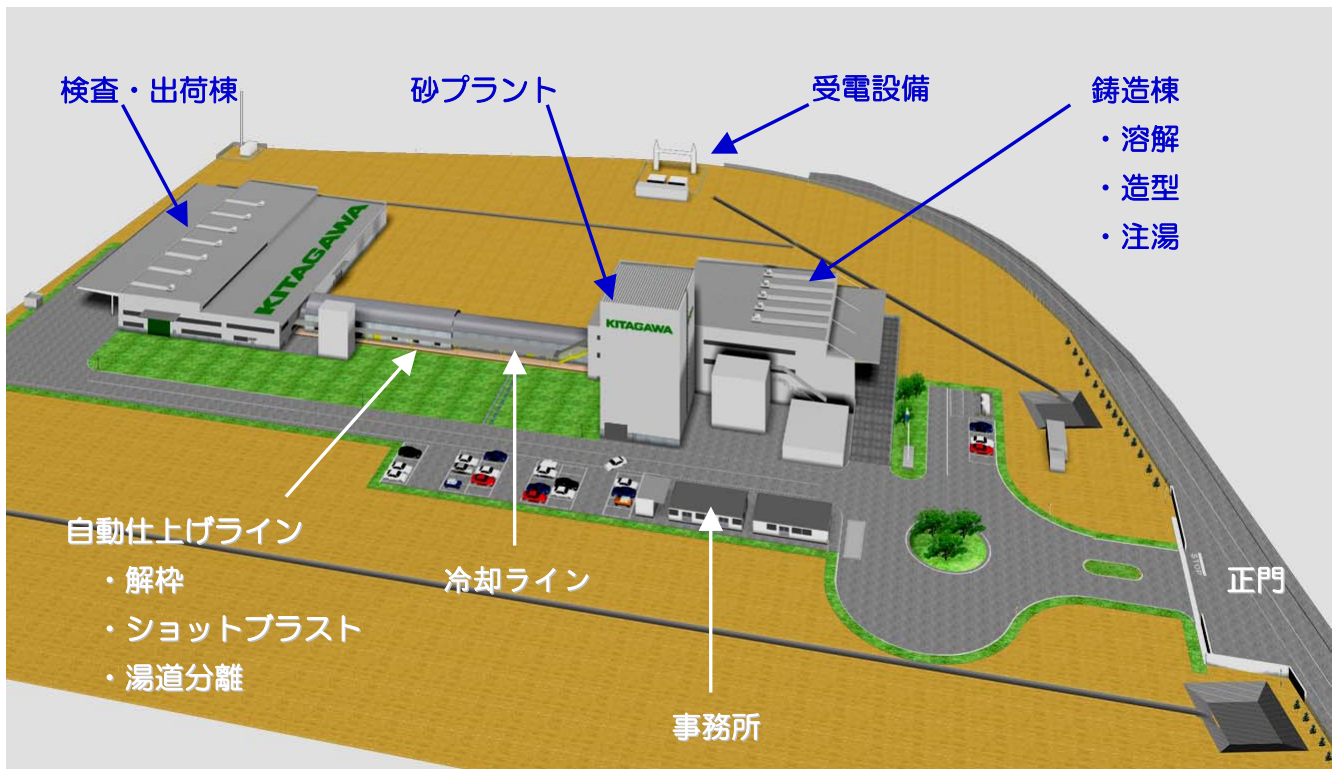 検査・出荷棟
砂プラント
受電設備
鋳造棟
・溶解
・造型
・注湯
KITAGAWA
KITAGAWA
自動仕上げライン
・解枠
・ショットブラスト
・湯道分離
冷却ライン
事務所
正門
STOP